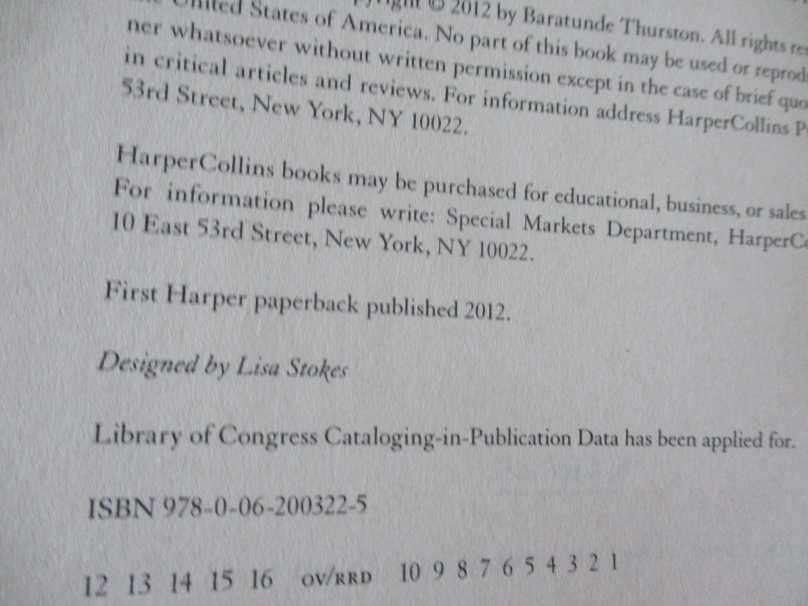 United States of America. No part of this book may be used or
© 2012 by Baratunde Thurston. All rights
ner whatsoever without written permission except in the case of brief
in critical articles and reviews. For information address HarperCollins
53rd Street, New York, NY 10022.
HarperCollins books may be purchased for educational, business, or sales
For information please write: Special Markets Department,
10 East 53rd Street, New York, NY 10022.
First Harper paperback published 2012.
Designed by Lisa Stokes
Library of Congress Cataloging-in-Publication Data has been applied for.
ISBN 978-0-06-200322-5
12 13 14 15 16 OV/RRD 10 9 8 7 6 5 4 3 2 1